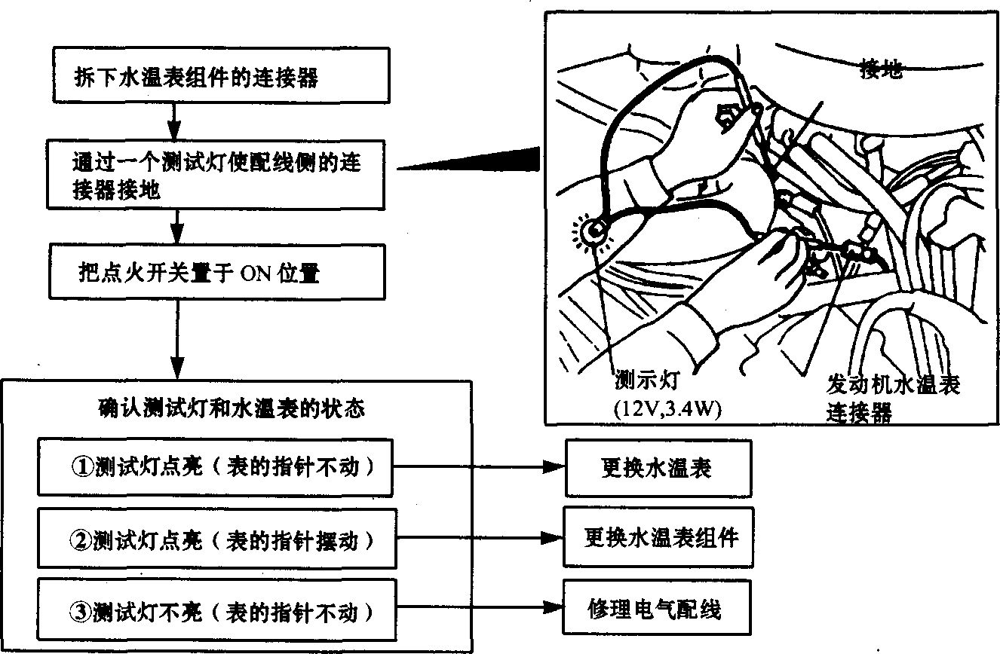 拆下水温表组件的连接器
通过一个测试灯使配线侧的连
接器接地
把点火开关置于 ON 位置
确认测试灯和水温表的状态
①测试灯点亮（表的指针不动）
更换水温表
②测试灯点亮（表的指针摆动）
更换水温表组件
③测试灯不亮（表的指针不动）
修理电气配线
接地
测示灯
(12V,3.4W)
发动机水温表
连接器